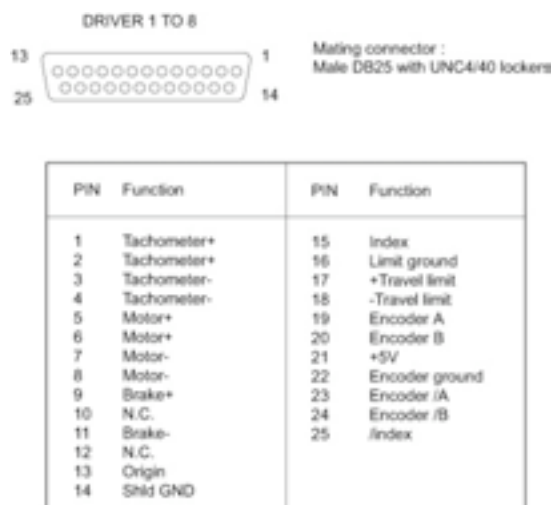 DRIVER 1 TO 8
13 1
25 14
Mating connector :
Male DB25 with UNC4/40 lockers
PIN Function PIN Function
1 Tachometer+ 15 Index
2 Tachometer+ 16 Limit ground
3 Tachometer- 17 +Travel limit
4 Tachometer- 18 -Travel limit
5 Motor+ 19 Encoder A
6 Motor+ 20 Encoder B
7 Motor- 21 +5V
8 Motor- 22 Encoder ground
9 Brake+ 23 Encoder /A
10 N.C. 24 Encoder /B
11 Brake- 25 /Index
12 N.C.
13 Origin
14 Shld GND